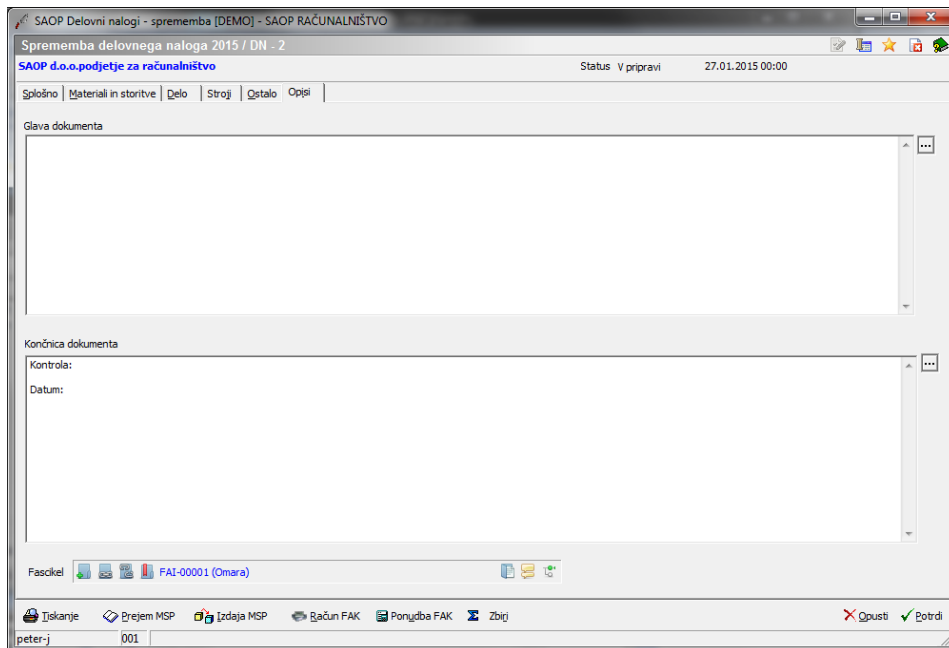 SAOP Delovni nalogi - sprememba [DEMO] - SAOP RAČUNALNIŠTVO
Sprememba delovnega naloga 2015 / DN - 2
SAOP d.o.o.podjetje za računalništvo Status V pripravi 27.01.2015 00:00
Splošno Materiali in storitve Delo Stroji Ostalo Opisi
Glava dokumenta
...
Končnica dokumenta
Kontrola:
...
Datum:
Fascikel FAI-00001 (Omara)
Tiskanje Prejem MSP Izdaja MSP Račun FAK Ponudba FAK Σ Zbirj Opusti Potrdi
peter-j 001